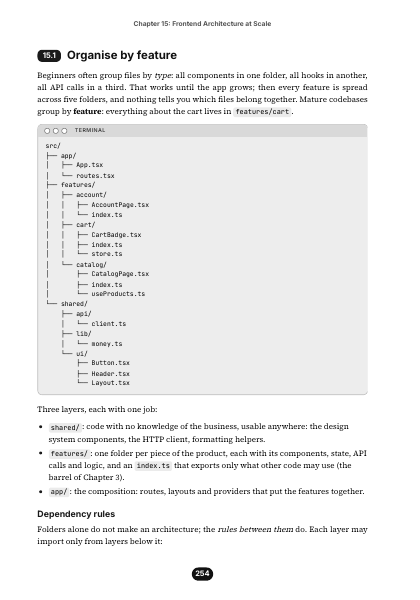 Chapter 15: Frontend Architecture at Scale
15.1 Organise by feature
Beginners often group files by type: all components in one folder, all hooks in another,
all API calls in a third. That works until the app grows; then every feature is spread
across five folders, and nothing tells you which files belong together. Mature codebases
group by feature: everything about the cart lives in features/cart.
TERMINAL
src/
├── app/
│   ├── App.tsx
│   └── routes.tsx
├── features/
│   ├── account/
│   │   ├── AccountPage.tsx
│   │   └── index.ts
│   ├── cart/
│   │   ├── CartBadge.tsx
│   │   ├── index.ts
│   │   └── store.ts
│   └── catalog/
│       ├── CatalogPage.tsx
│       ├── index.ts
│       └── useProducts.ts
└── shared/
    ├── api/
    │   └── client.ts
    ├── lib/
    │   └── money.ts
    └── ui/
        ├── Button.tsx
        ├── Header.tsx
        └── Layout.tsx
Three layers, each with one job:
• shared/: code with no knowledge of the business, usable anywhere: the design
system components, the HTTP client, formatting helpers.
• features/: one folder per piece of the product, each with its components, state, API
calls and logic, and an index.ts that exports only what other code may use (the
barrel of Chapter 3).
• app/: the composition: routes, layouts and providers that put the features together.
Dependency rules
Folders alone do not make an architecture; the rules between them do. Each layer may
import only from layers below it:
254